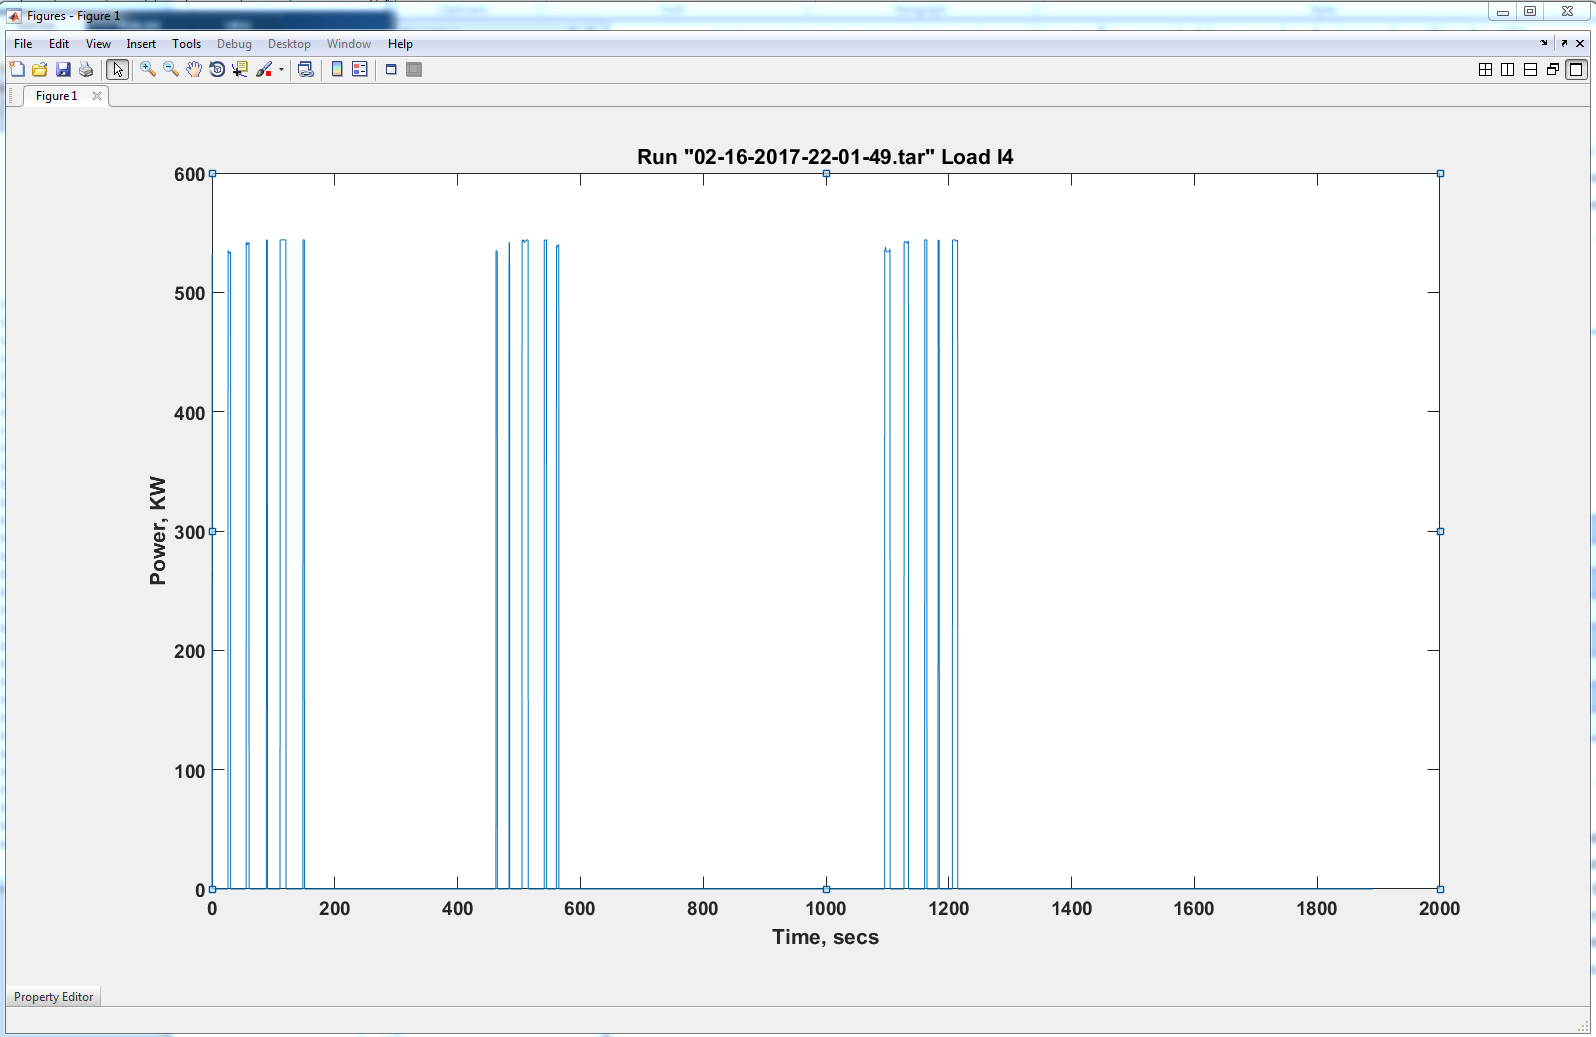 Figures - Figure 1
File Edit View Insert Tools Debug Desktop Window Help
Figure 1
Run "02-16-2017-22-01-49.tar" Load l4
600
500
400
300
200
100
0
Power, KW
0 200 400 600 800 1000 1200 1400 1600 1800 2000
Time, secs
Property Editor